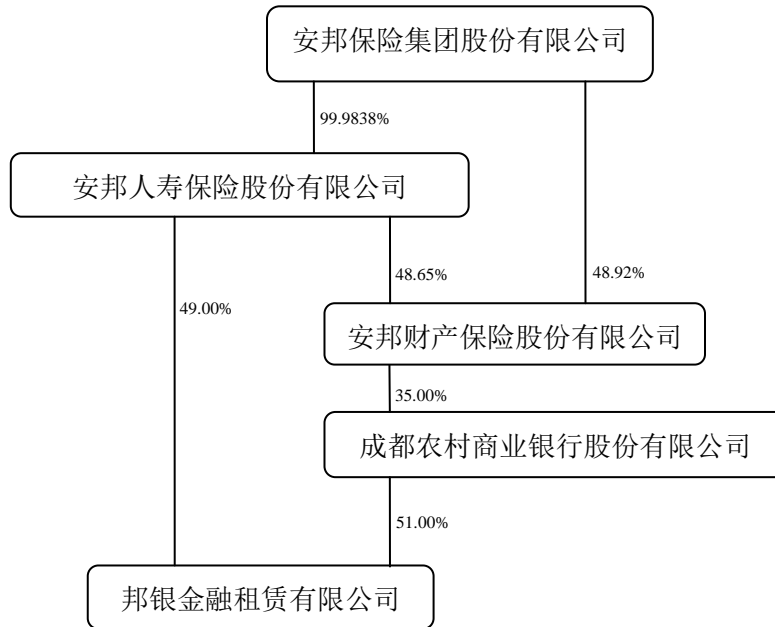 安邦保险集团股份有限公司
99.9838%
安邦人寿保险股份有限公司
48.65%
48.92%
49.00%
安邦财产保险股份有限公司
35.00%
成都农村商业银行股份有限公司
51.00%
邦银金融租赁有限公司